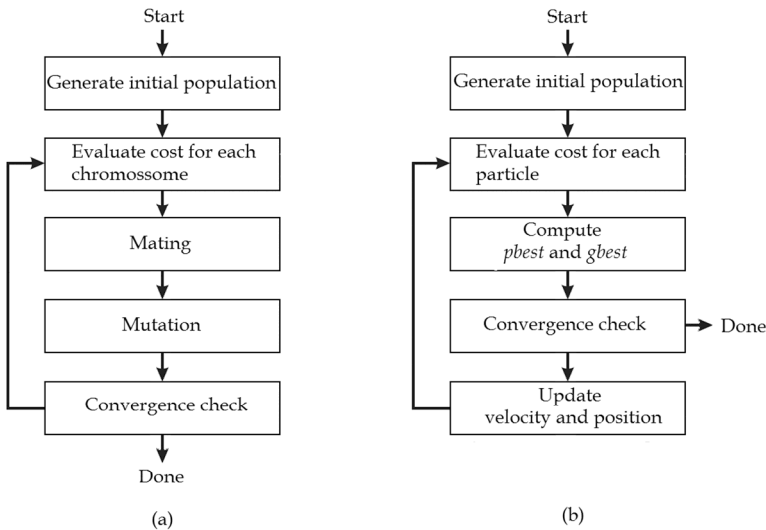 Start
Generate initial population
Evaluate cost for each
chromossome
Mating
Mutation
Convergence check
Done
(a)
Start
Generate initial population
Evaluate cost for each
particle
Compute
pbest and gbest
Convergence check
Done
Update
velocity and position
(b)